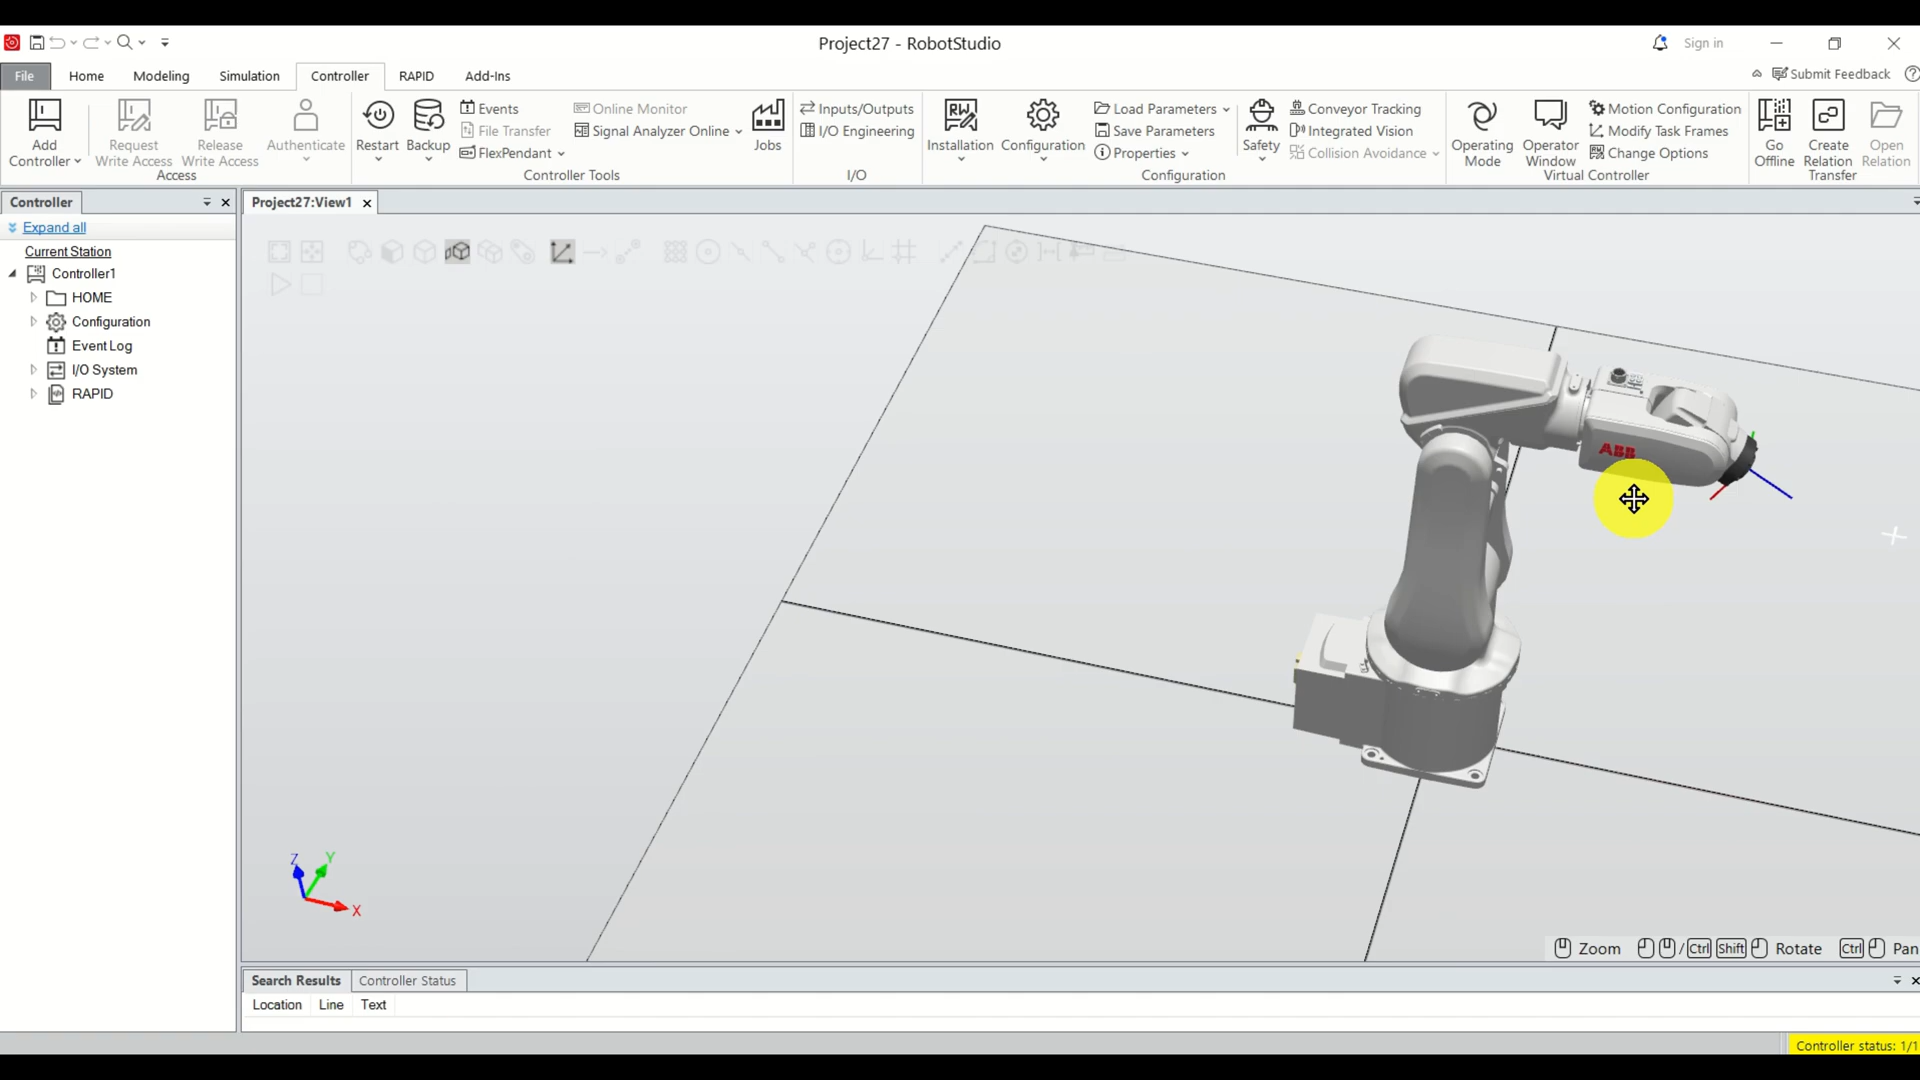 Project27 - RobotStudio
Sign in
File Home Modeling Simulation Controller RAPID Add-Ins
Submit Feedback
Add Controller
Request Write Access
Release Write Access
Authenticate
Access
Restart
Backup
Events
File Transfer
FlexPendant
Online Monitor
Signal Analyzer Online
Jobs
Controller Tools
Inputs/Outputs
I/O Engineering
I/O
Installation
Configuration
Load Parameters
Save Parameters
Properties
Safety
Conveyor Tracking
Integrated Vision
Collision Avoidance
Configuration
Operating Mode
Operator Window
Motion Configuration
Modify Task Frames
Change Options
Virtual Controller
Go Offline
Create Relation
Open Relation
Transfer
Controller
Project27:View1
Expand all
Current Station
Controller1
HOME
Configuration
Event Log
I/O System
RAPID
ABB
Z Y
X
Zoom / Ctrl Shift Rotate Ctrl Pan
Search Results Controller Status
Location Line Text
Controller status: 1/1